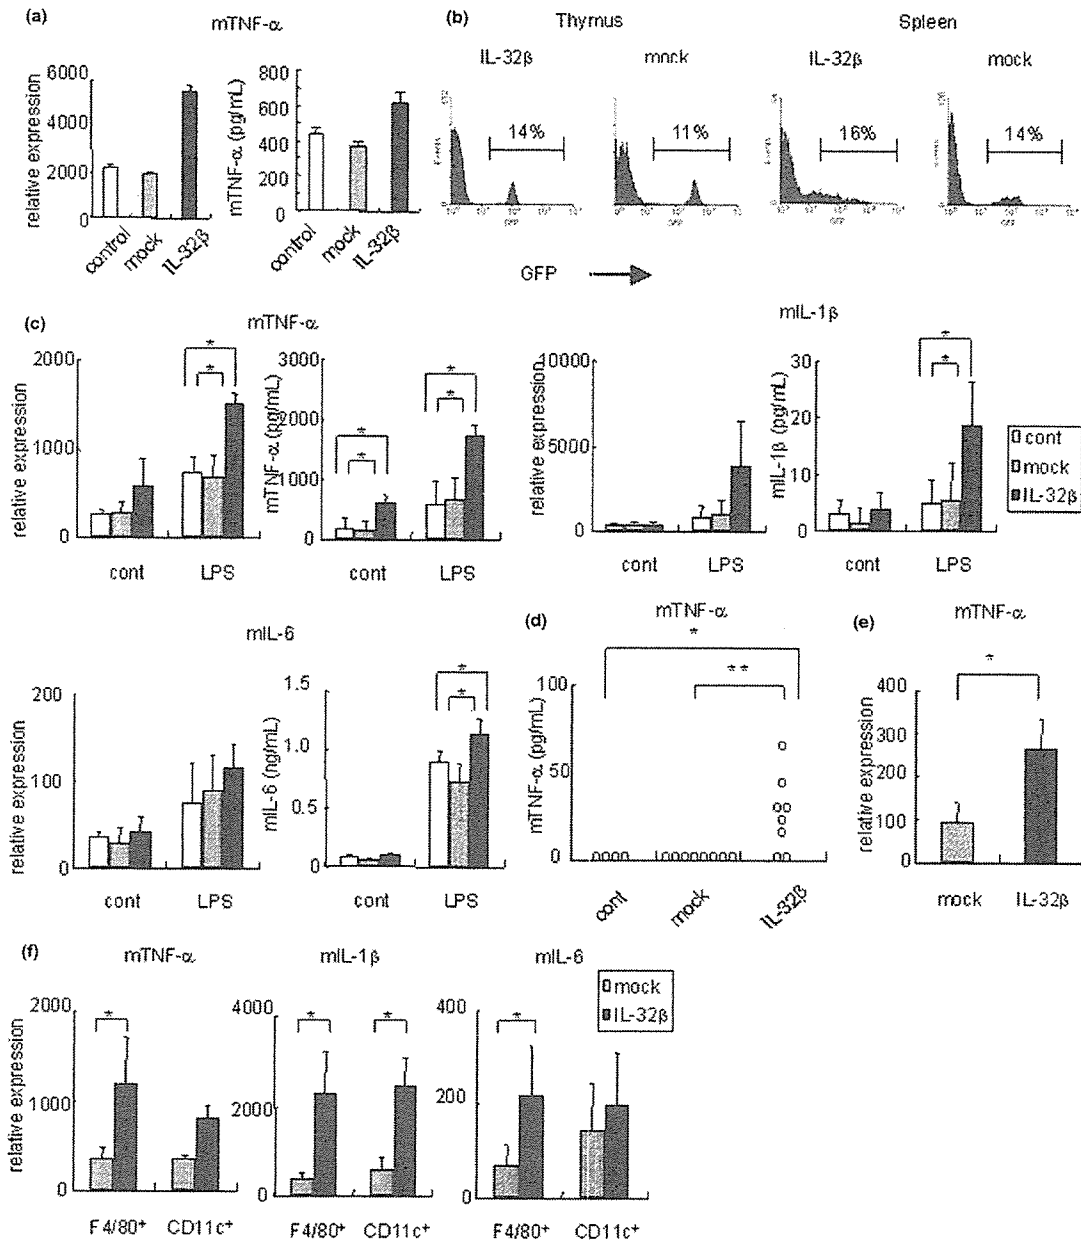 (a)
mTNF-α
relative expression
6000
4000
2000
0
control
mock
IL-32β
mTNF-α (pg/mL)
800
600
400
200
0
control
mock
IL-32β
(b)
Thymus
Spleen
IL-32β
mock
IL-32β
mock
14%
11%
16%
14%
GFP
(c)
mTNF-α
relative expression
2000
1000
0
* *
cont
LPS
mTNF-α (pg/mL)
3000
2000
1000
0
* *
* *
cont
LPS
mIL-1β
relative expression
10000
5000
0
cont
LPS
mIL-1β (pg/mL)
30
20
10
0
* *
cont
LPS
cont
mock
IL-32β
mIL-6
relative expression
200
100
0
cont
LPS
mIL-6 (ng/mL)
1.5
1.0
0.5
0
* *
cont
LPS
(d)
mTNF-α
*
**
mTNF-α (pg/mL)
100
50
0
cont
mock
IL-32β
(e)
mTNF-α
*
relative expression
400
300
200
100
0
mock
IL-32β
(f)
mTNF-α
relative expression
2000
1000
0
*
F4/80+
CD11c+
mIL-1β
4000
2000
0
*
*
F4/80+
CD11c+
mIL-6
400
200
0
*
F4/80+
CD11c+
mock
IL-32β